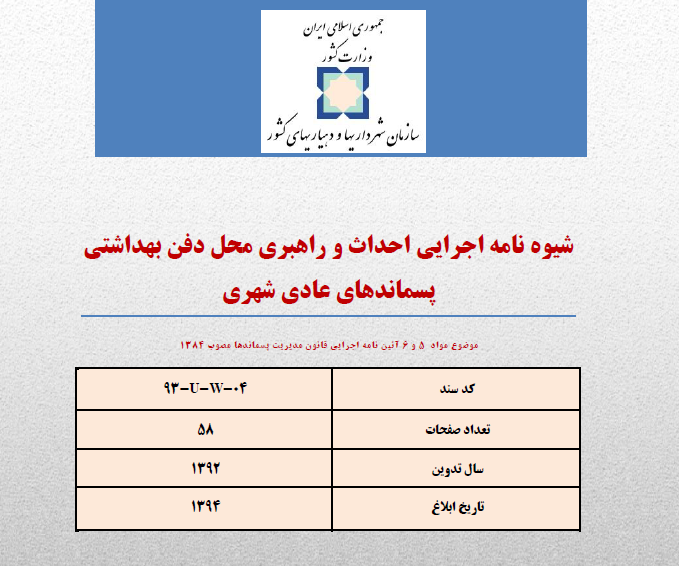 جمهوری اسلامی ایران
وزارت کشور
سازمان شهرداریها و دهیاریهای کشور
شیوه نامه اجرایی احداث و راهبری محل دفن بهداشتی
پسماندهای عادی شهری
موضوع مواد ۵ و ۶ آئین نامه اجرایی قانون مدیریت پسماندها مصوب ۱۳۸۴
کد سند ۹۳-U-W-۰۴
تعداد صفحات ۵۸
سال تدوین ۱۳۹۲
تاریخ ابلاغ ۱۳۹۴